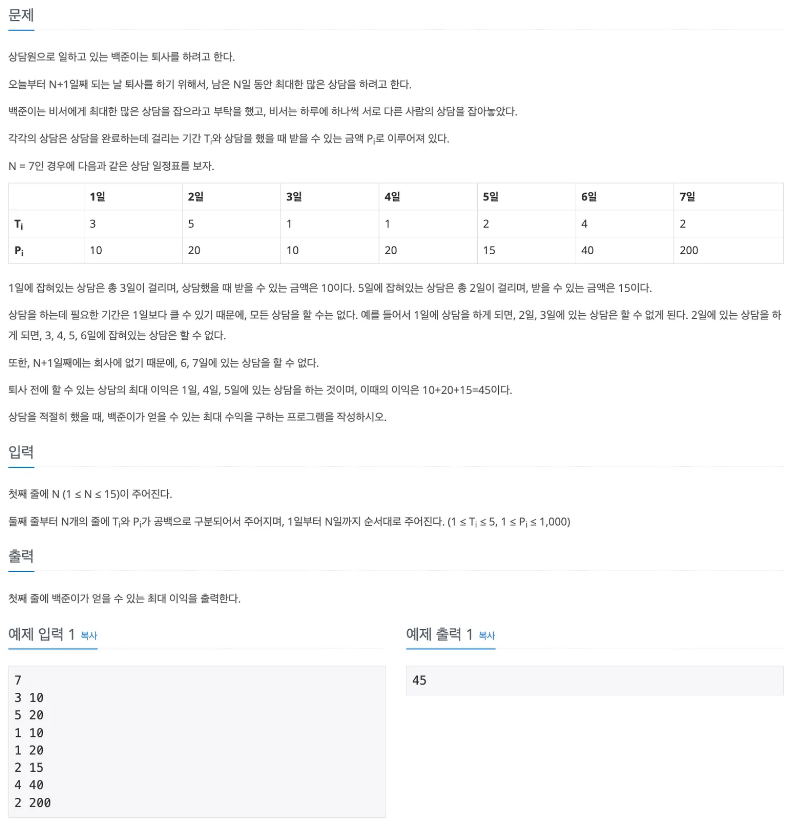 문제
상담원으로 일하고 있는 백준이는 퇴사를 하려고 한다.
오늘부터 N+1일째 되는 날 퇴사를 하기 위해서, 남은 N일 동안 최대한 많은 상담을 하려고 한다.
백준이는 비서에게 최대한 많은 상담을 잡으라고 부탁을 했고, 비서는 하루에 하나씩 서로 다른 사람의 상담을 잡아놓았다.
각각의 상담은 상담을 완료하는데 걸리는 기간 Ti와 상담을 했을 때 받을 수 있는 금액 Pi로 이루어져 있다.
N = 7인 경우에 다음과 같은 상담 일정표를 보자.
1일 2일 3일 4일 5일 6일 7일
Ti 3 5 1 1 2 4 2
Pi 10 20 10 20 15 40 200
1일에 잡혀있는 상담은 총 3일이 걸리며, 상담했을 때 받을 수 있는 금액은 10이다. 5일에 잡혀있는 상담은 총 2일이 걸리며, 받을 수 있는 금액은 15이다.
상담을 하는데 필요한 기간은 1일보다 클 수 있기 때문에, 모든 상담을 할 수는 없다. 예를 들어서 1일에 상담을 하게 되면, 2일, 3일에 있는 상담은 할 수 없게 된다. 2일에 있는 상담을 하
게 되면, 3, 4, 5, 6일에 잡혀있는 상담은 할 수 없다.
또한, N+1일째에는 회사에 없기 때문에, 6, 7일에 있는 상담을 할 수 없다.
퇴사 전에 할 수 있는 상담의 최대 이익은 1일, 4일, 5일에 있는 상담을 하는 것이며, 이때의 이익은 10+20+15=45이다.
상담을 적절히 했을 때, 백준이가 얻을 수 있는 최대 수익을 구하는 프로그램을 작성하시오.
입력
첫째 줄에 N (1 ≤ N ≤ 15)이 주어진다.
둘째 줄부터 N개의 줄에 Ti와 Pi가 공백으로 구분되어서 주어지며, 1일부터 N일까지 순서대로 주어진다. (1 ≤ Ti ≤ 5, 1 ≤ Pi ≤ 1,000)
출력
첫째 줄에 백준이가 얻을 수 있는 최대 이익을 출력한다.
예제 입력 1 복사
7
3 10
5 20
1 10
1 20
2 15
4 40
2 200
예제 출력 1 복사
45